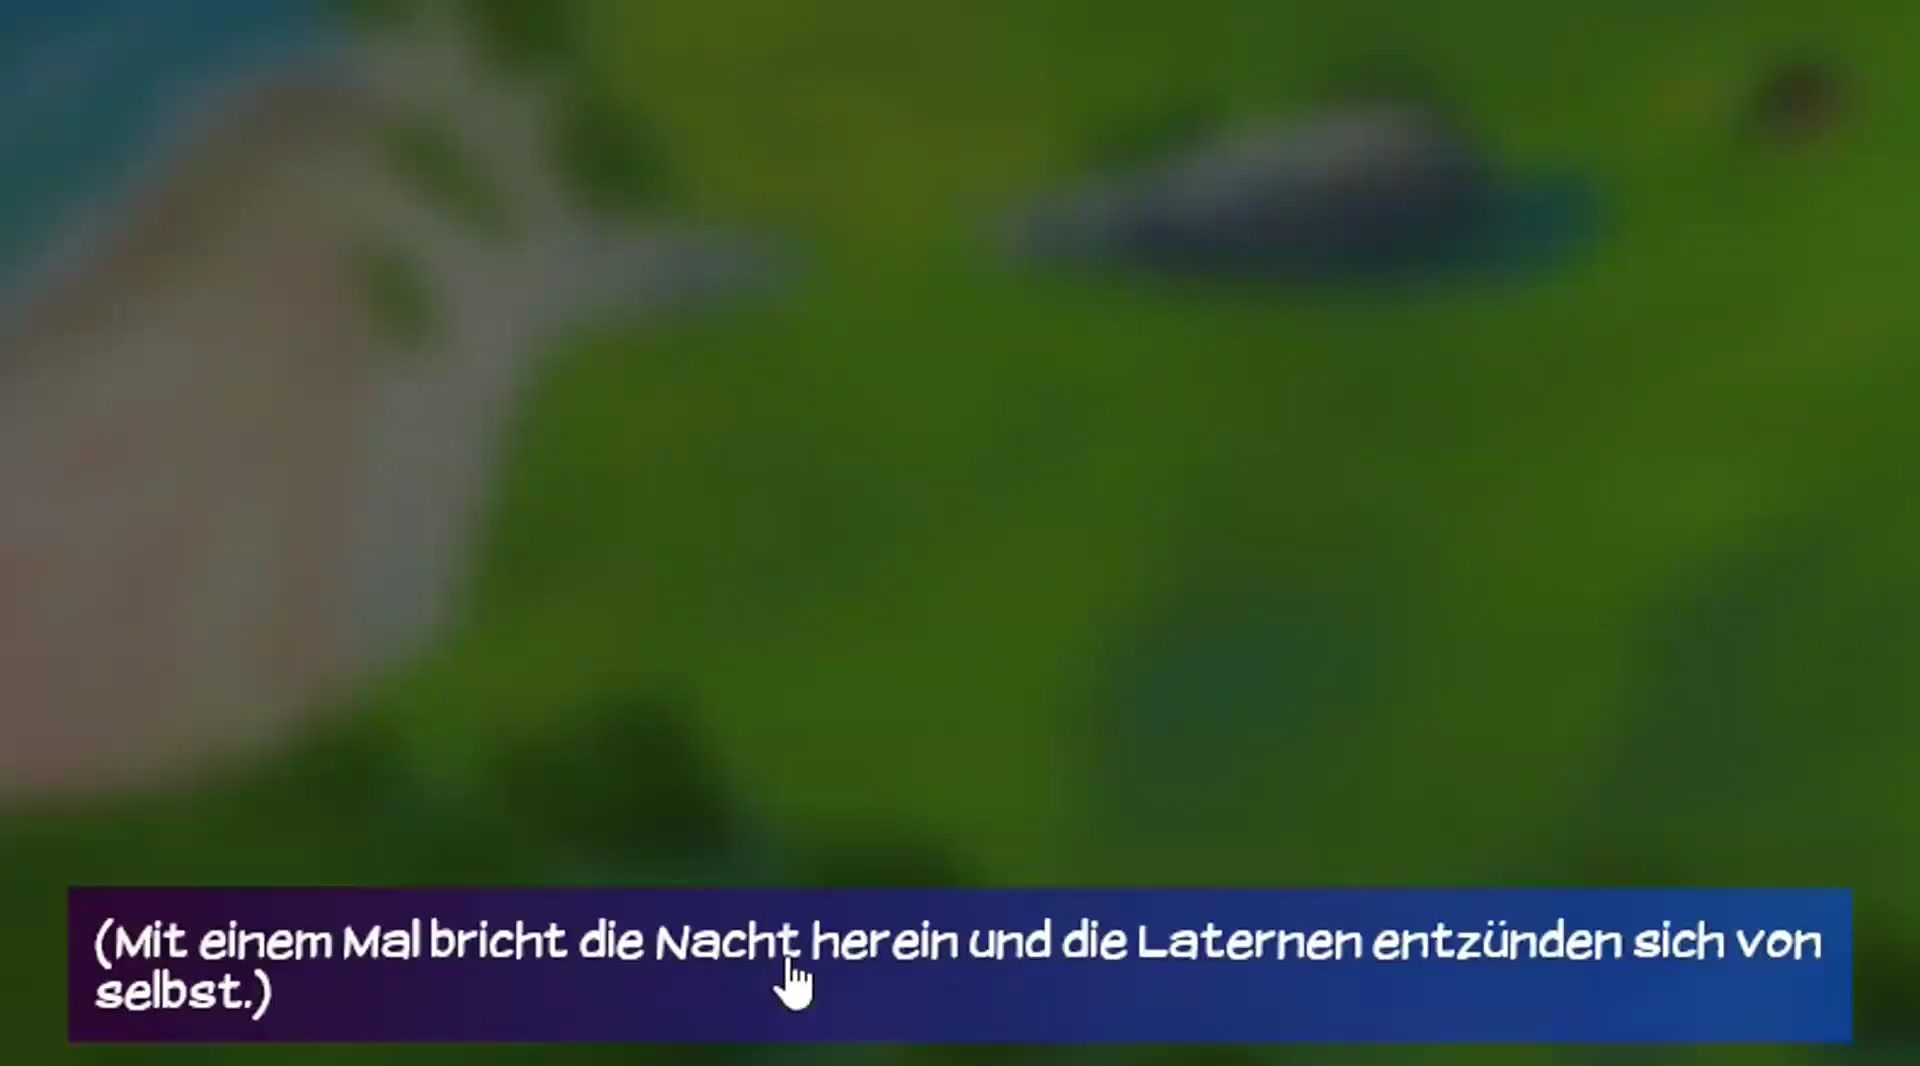 (Mit einem Mal bricht die Nacht herein und die Laternen entzünden sich von
selbst.)